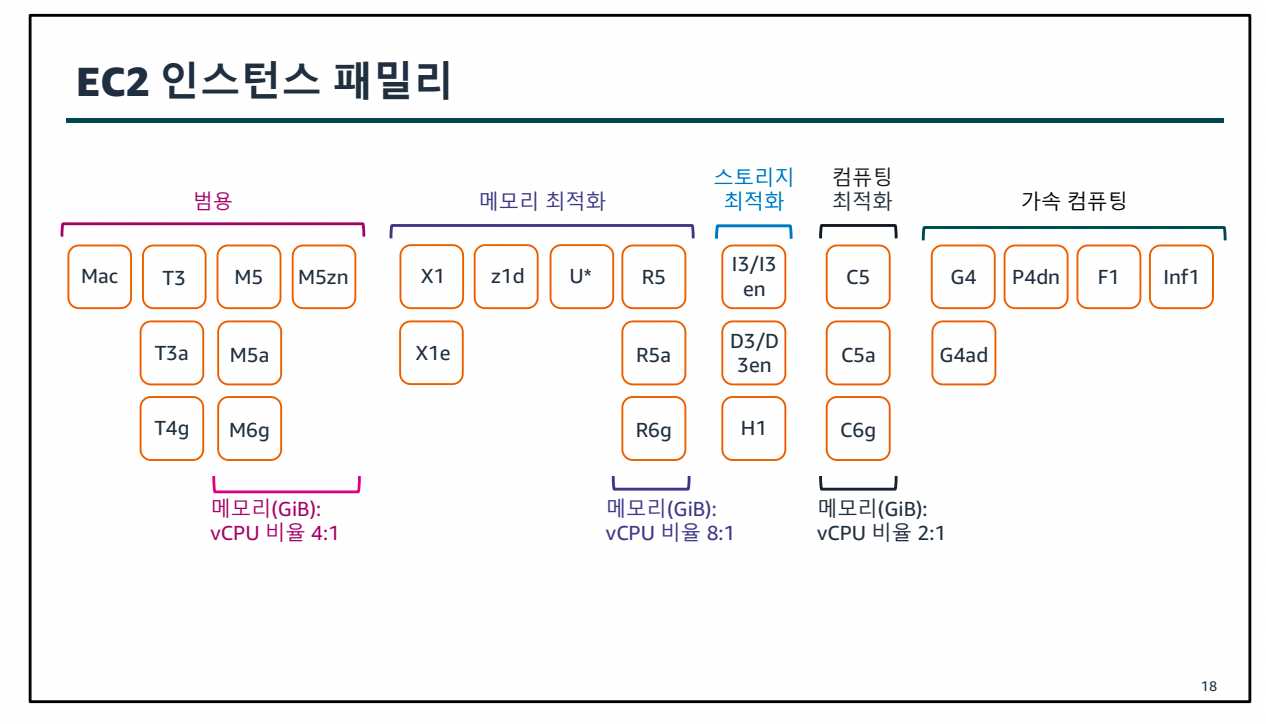 EC2 인스턴스 패밀리
범용
메모리 최적화
스토리지
최적화
컴퓨팅
최적화
가속 컴퓨팅
Mac
T3
M5
M5zn
X1
z1d
U*
R5
I3/I3
en
C5
G4
P4dn
F1
Inf1
T3a
M5a
X1e
R5a
D3/D
3en
C5a
G4ad
T4g
M6g
R6g
H1
C6g
메모리(GiB):
vCPU 비율 4:1
메모리(GiB):
vCPU 비율 8:1
메모리(GiB):
vCPU 비율 2:1
18